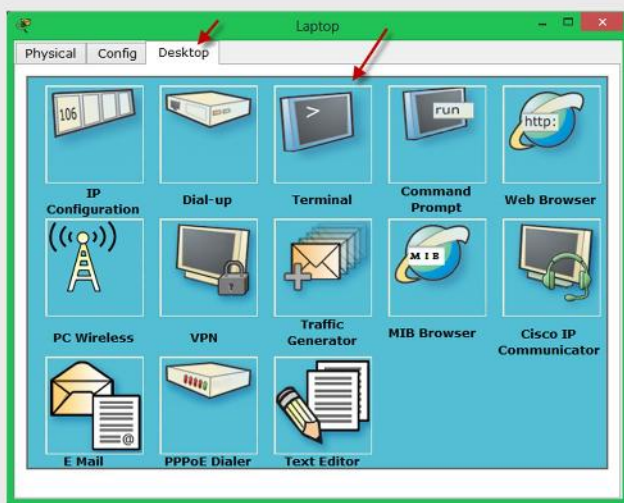 Laptop
Physical Config Desktop
106
>
run
http:
IP
Configuration
Dial-up
Terminal
Command
Prompt
Web Browser
MIB
PC Wireless
VPN
Traffic
Generator
MIB Browser
Cisco IP
Communicator
@
E Mail
PPPoE Dialer
Text Editor